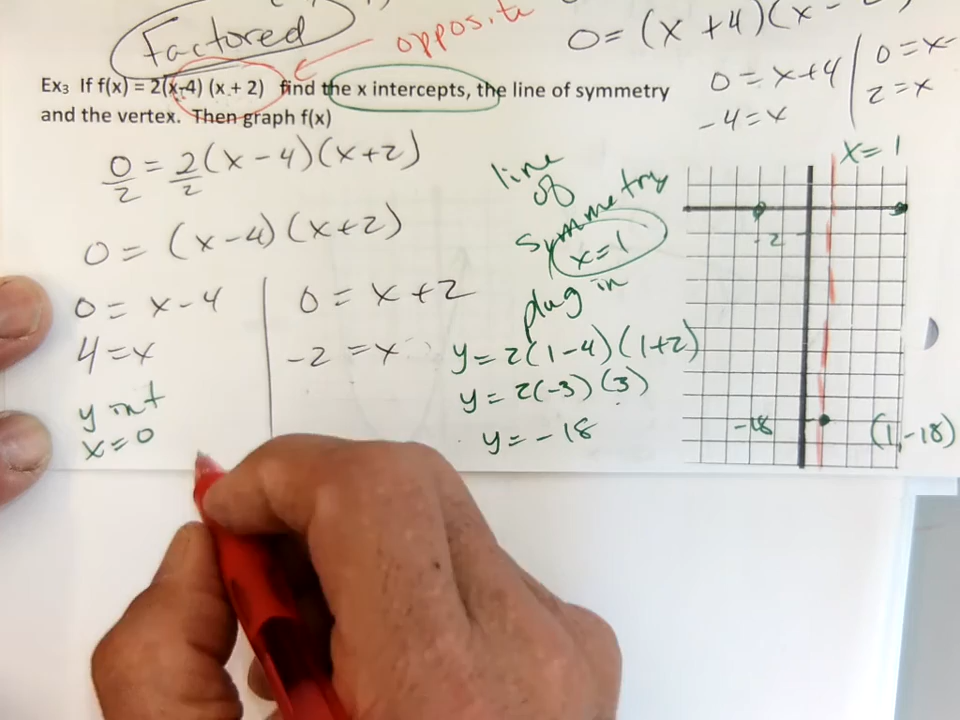 Factored
opposite
0 = (x + 4)(x -
0 = x + 4 | 0 = x -
-4 = x | 2 = x
Ex3 If f(x) = 2(x-4) (x + 2) find the x intercepts, the line of symmetry
and the vertex. Then graph f(x)
0/2 = 2/2 (x - 4)(x + 2)
0 = (x - 4)(x + 2)
0 = x - 4 | 0 = x + 2
4 = x | -2 = x
y int
x = 0
line
of
symmetry
x = 1
plug in
y = 2(1 - 4)(1 + 2)
y = 2(-3)(3)
y = -18
x = 1
-2
-18
(1, -18)